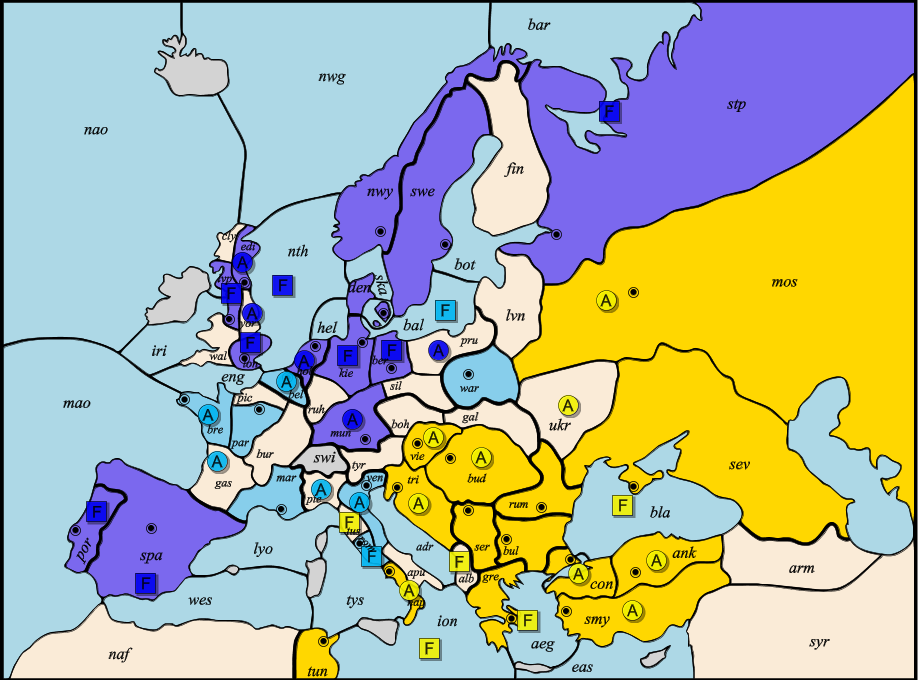 bar
nwg
stp
nao
F
fin
nwy
swe
cly
edi
A
nth
bot
mos
lvp
F
F
den
ska
A
yor
A
F
bal
lvn
iri
wal
F
lon
hel
pru
A
eng
A
hol
F
kie
F
ber
war
mao
A
bel
sil
pic
ruh
A
bre
A
mun
boh
gal
A
ukr
par
bur
swi
tyr
A
vie
A
gas
A
bud
sev
mar
pie
A
ven
A
tri
A
rum
F
bla
F
por
spa
lyo
F
tus
F
rom
adr
ser
bul
ank
A
F
wes
tys
apu
A
nap
F
alb
gre
A
con
arm
smy
A
ion
F
aeg
F
naf
tun
eas
syr